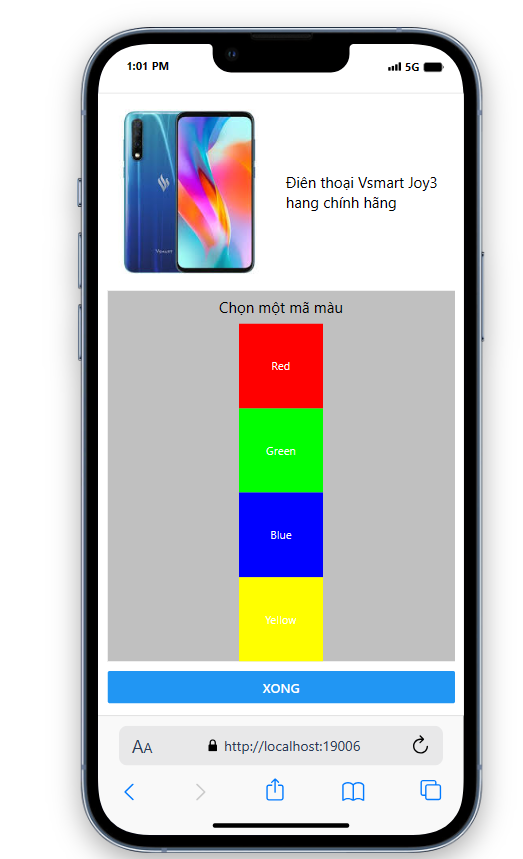 1:01 PM
5G
Vsmart
Điên thoại Vsmart Joy3
hang chính hãng
Chọn một mã màu
Red
Green
Blue
Yellow
XONG
AA
http://localhost:19006